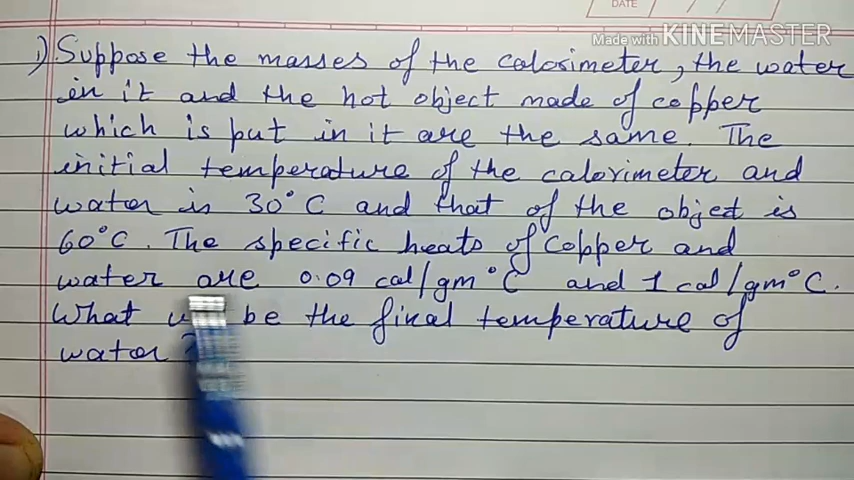 DATE
Made with KINEMASTER
1) Suppose the masses of the calorimeter, the water
in it and the hot object made of copper
which is put in it are the same. The
initial temperature of the calorimeter and
water is 30°C and that of the object is
60°C. The specific heats of copper and
water are 0.09 cal/gm°C and 1 cal/gm°C.
What be the final temperature of
water ?